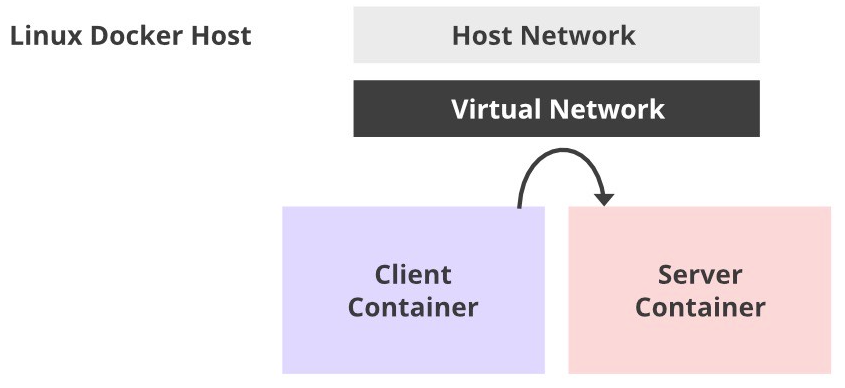 Linux Docker Host
Host Network
Virtual Network
Client
Container
Server
Container